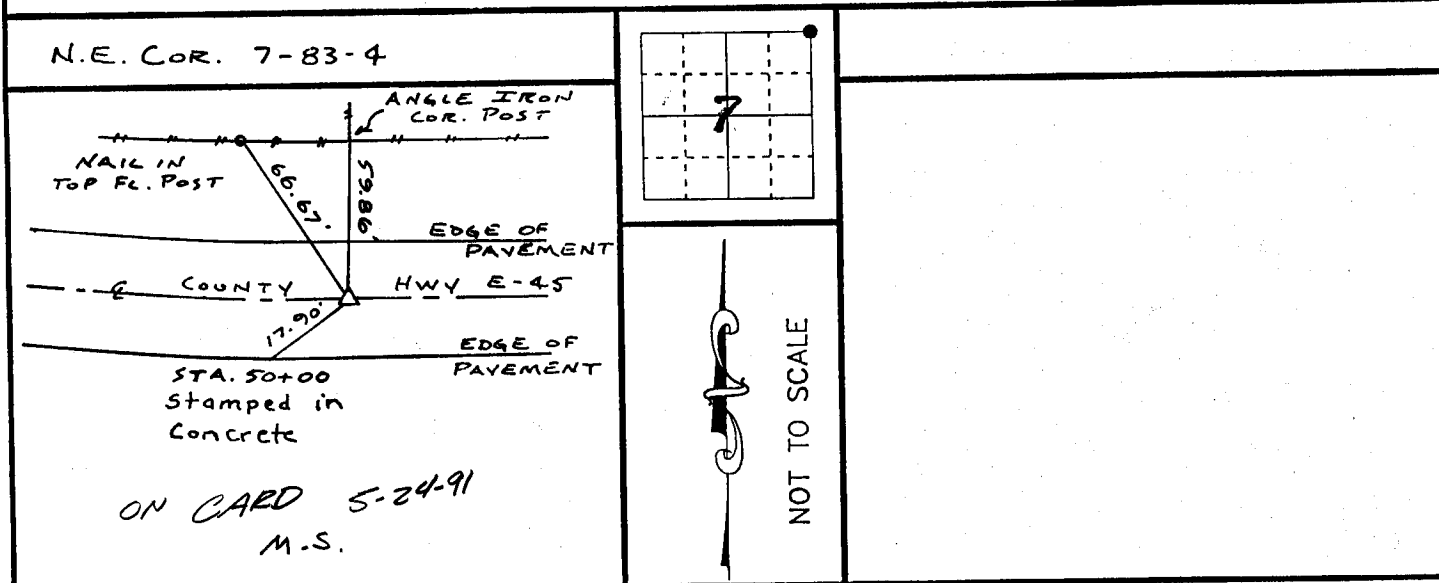 N.E. COR. 7-83-4
ANGLE IRON
COR. POST
NAIL IN
TOP FC. POST
66.67'
59.86'
EDGE OF
PAVEMENT
℄ COUNTY HWY E-45
17.90'
EDGE OF
PAVEMENT
STA. 50+00
Stamped in
Concrete
ON CARD 5-24-91
M.S.
7
NOT TO SCALE